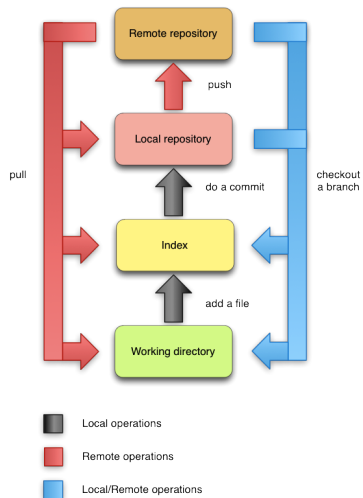 Remote repository
push
Local repository
pull
do a commit
checkout
a branch
Index
add a file
Working directory
Local operations
Remote operations
Local/Remote operations